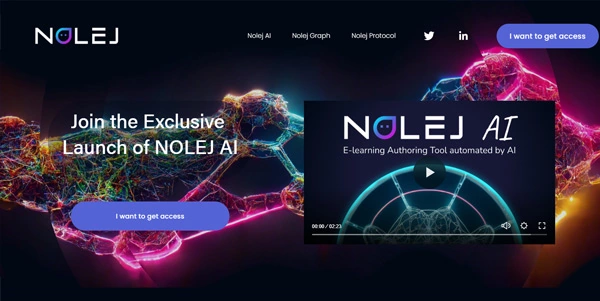 NOLEJ
Nolej AI
Nolej Graph
Nolej Protocol
in
I want to get access
Join the Exclusive
Launch of NOLEJ AI
I want to get access
NOLEJ AI
E-learning Authoring Tool automated by AI
00:00 / 02:23